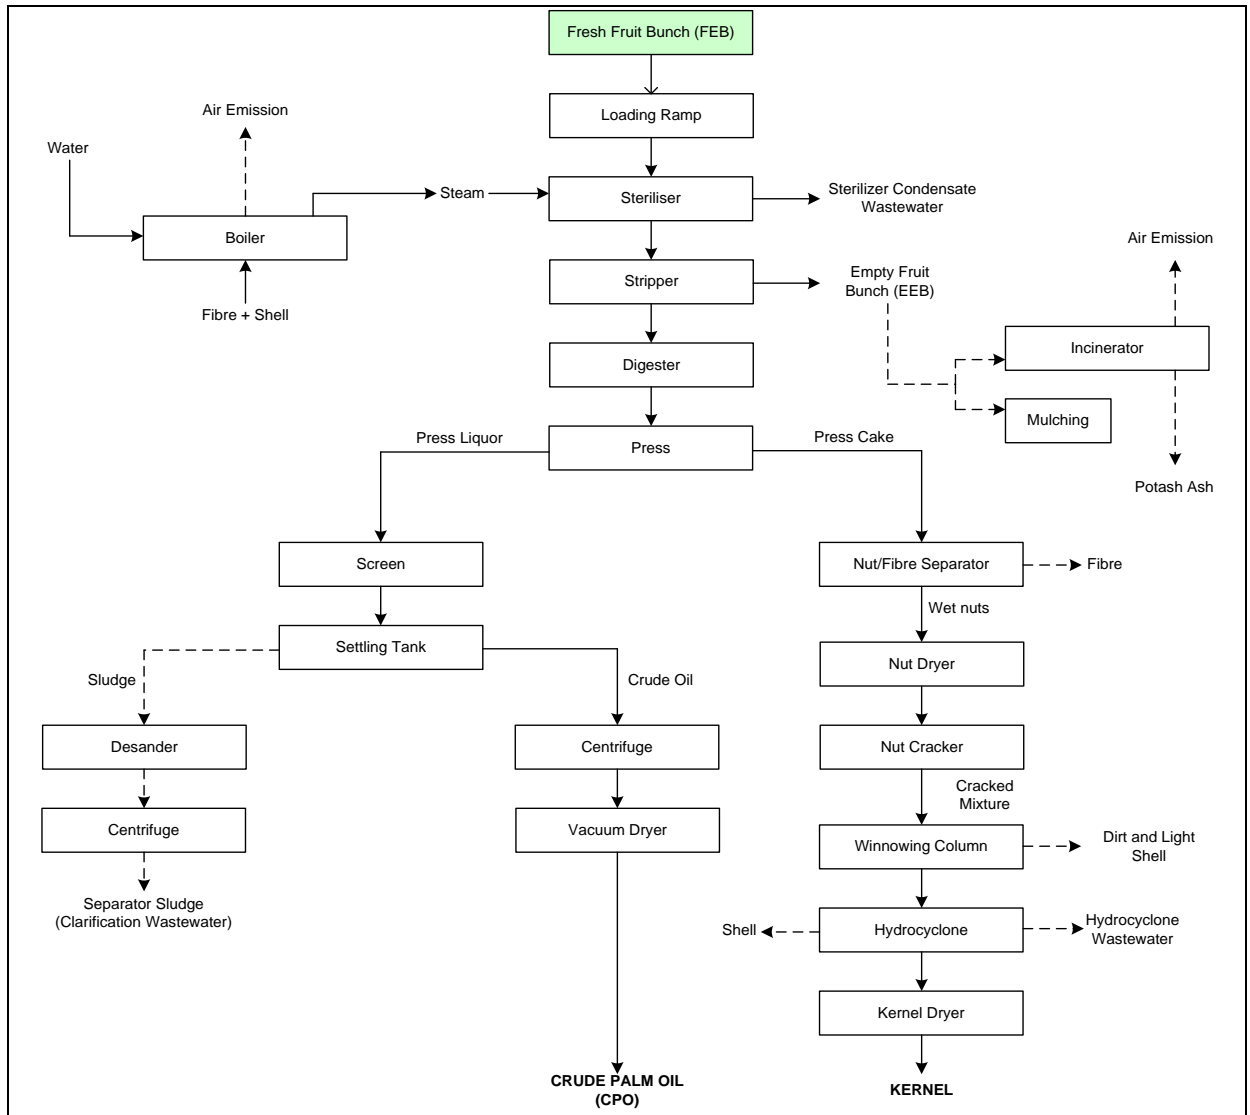 Fresh Fruit Bunch (FEB)
Loading Ramp
Air Emission
Water
Steam
Steriliser
Sterilizer Condensate
Wastewater
Boiler
Air Emission
Stripper
Empty Fruit
Bunch (EEB)
Fibre + Shell
Incinerator
Digester
Mulching
Press Liquor
Press
Press Cake
Potash Ash
Screen
Nut/Fibre Separator
Fibre
Wet nuts
Settling Tank
Nut Dryer
Sludge
Crude Oil
Desander
Centrifuge
Nut Cracker
Cracked
Mixture
Centrifuge
Vacuum Dryer
Winnowing Column
Dirt and Light
Shell
Separator Sludge
(Clarification Wastewater)
Shell
Hydrocyclone
Hydrocyclone
Wastewater
Kernel Dryer
CRUDE PALM OIL
(CPO)
KERNEL